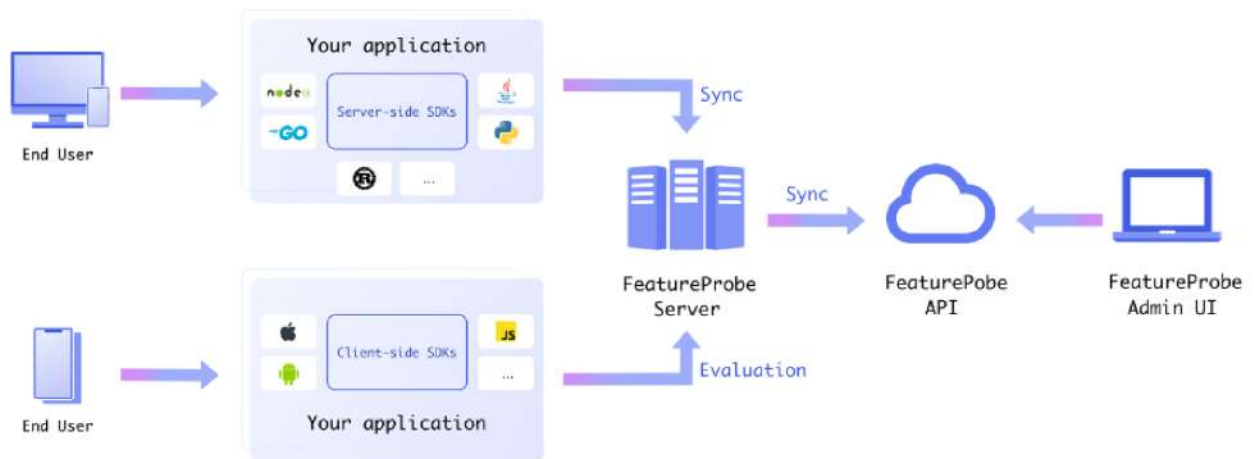 Your application
node
Server-side SDKs
GO
R
...
End User
Sync
Sync
FeatureProbe
Server
FeaturePobe
API
FeatureProbe
Admin UI
Client-side SDKs
JS
...
Your application
Evaluation
End User